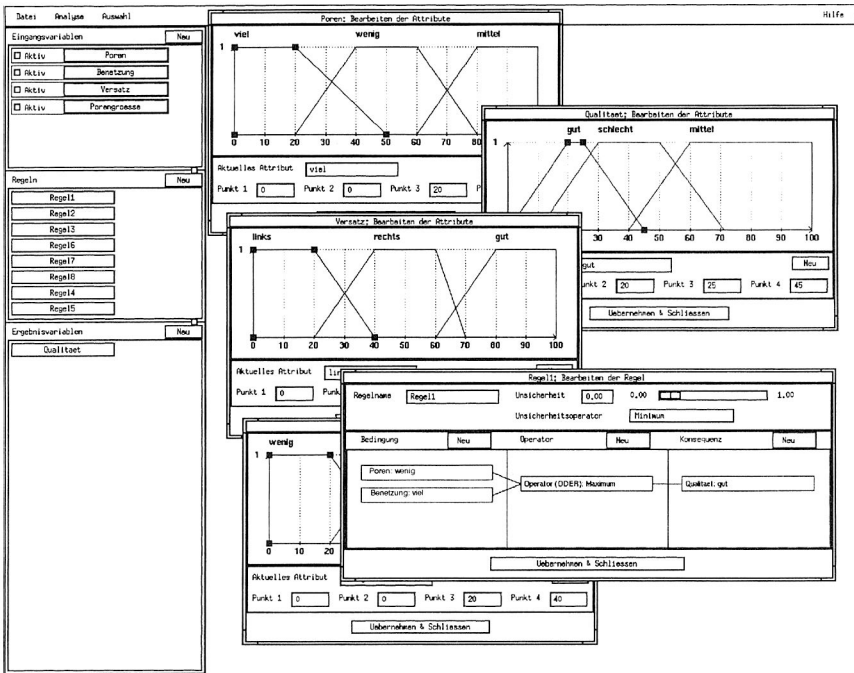 Datei Analyse Auswahl Hilfe
Eingangsvariablen Neu
Aktiv Poren
Aktiv Benetzung
Aktiv Versatz
Aktiv Porengroesse
Regeln Neu
Regel1
Regel2
Regel3
Regel6
Regel7
Regel8
Regel4
Regel5
Ergebnisvariablen Neu
Qualitaet
Poren; Bearbeiten der Attribute
viel wenig mittel
1
0 10 20 30 40 50 60 70 80
Aktuelles Attribut viel
Punkt 1 0 Punkt 2 0 Punkt 3 20
Qualitaet; Bearbeiten der Attribute
gut schlecht mittel
1
30 40 50 60 70 80 90 100
gut Neu
unkt 2 20 Punkt 3 25 Punkt 4 45
Uebernehmen & Schliessen
Versatz; Bearbeiten der Attribute
links rechts gut
1
0 10 20 30 40 50 60 70 80 90 100
Aktuelles Attribut lin
Punkt 1 0 Punk
Regel1; Bearbeiten der Regel
Regelname Regel1 Unsicherheit 0.00 0.00 1.00
Unsicherheitsoperator Minimum
Bedingung Neu Operator Neu Konsequenz Neu
Poren: wenig
Benetzung: viel
Operator (ODER): Maximum
Qualitaet: gut
Uebernehmen & Schliessen
wenig
1
0 10 20
Aktuelles Attribut
Punkt 1 0 Punkt 2 0 Punkt 3 20 Punkt 4 40
Uebernehmen & Schliessen